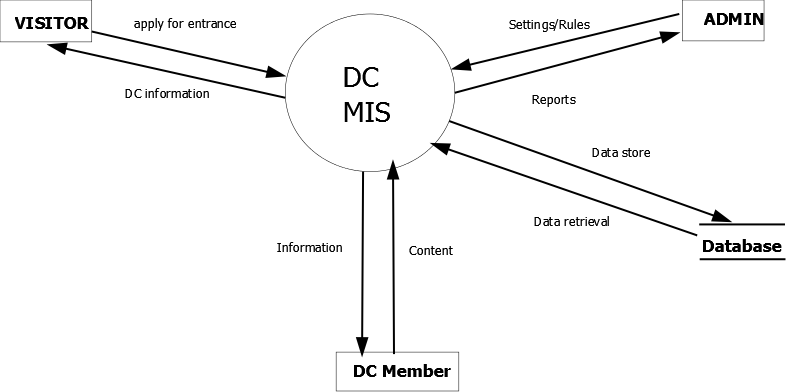 VISITOR
apply for entrance
DC information
DC
MIS
Settings/Rules
ADMIN
Reports
Data store
Data retrieval
Database
Information
Content
DC Member